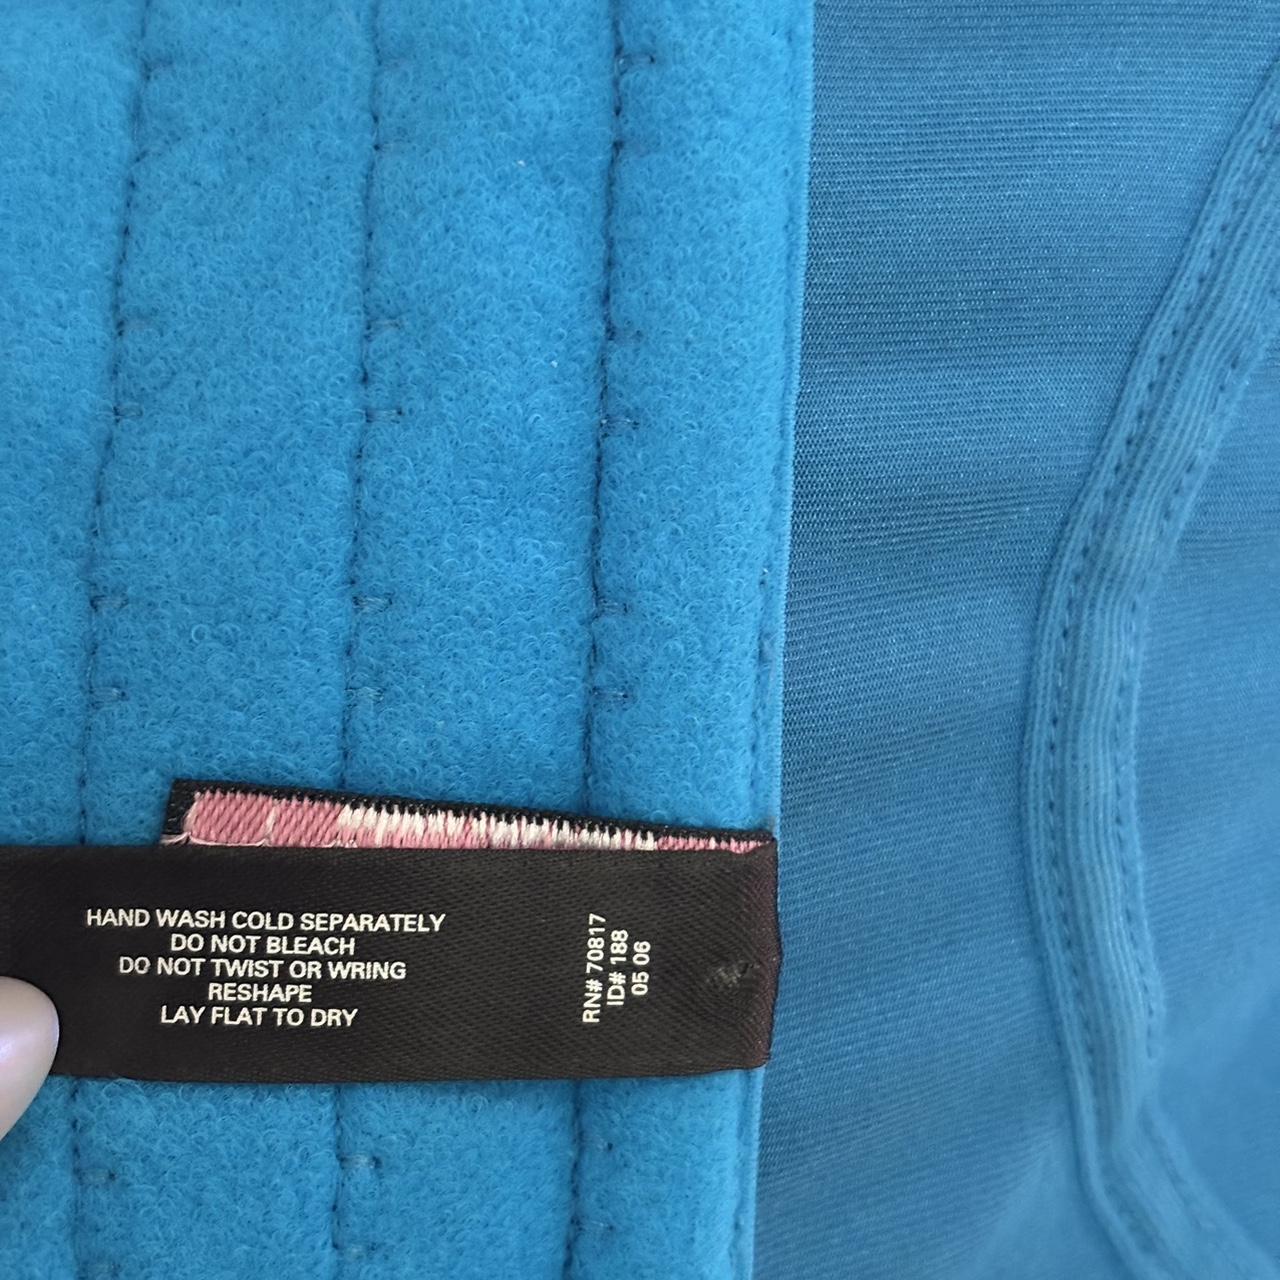 HAND WASH COLD SEPARATELY
DO NOT BLEACH
DO NOT TWIST OR WRING
RESHAPE
LAY FLAT TO DRY
RN# 70817
ID# 188
05 06